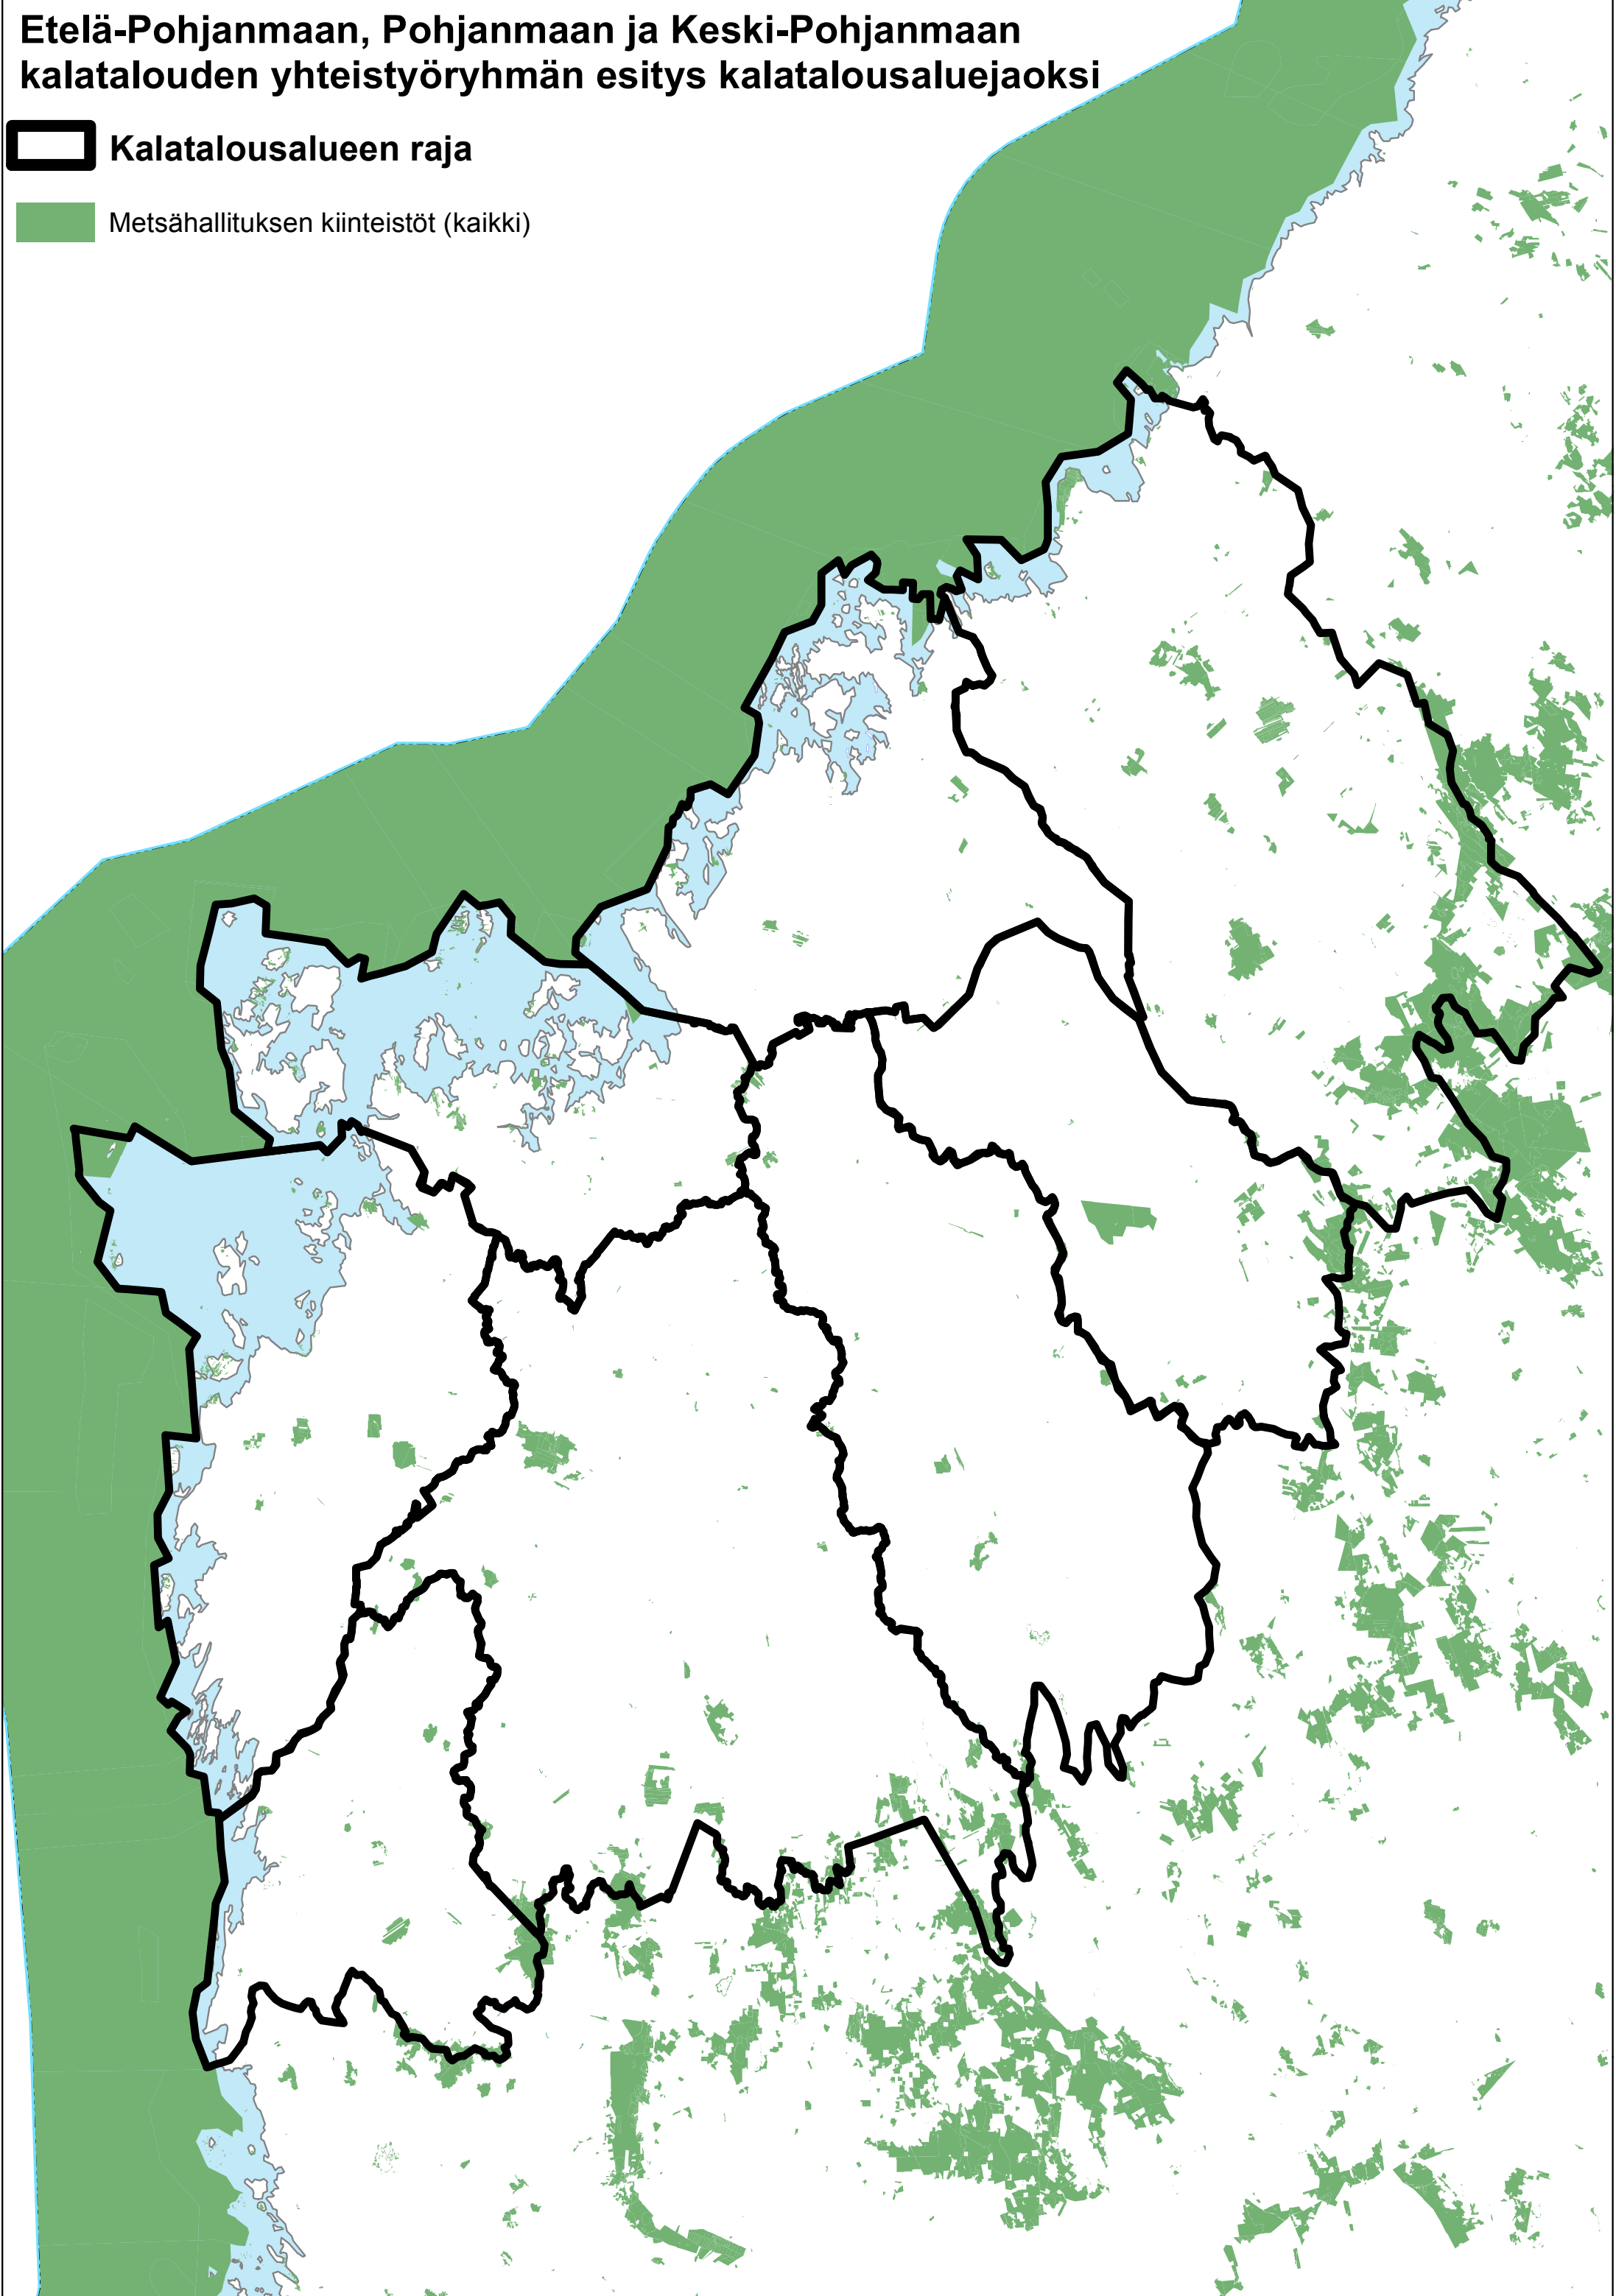 Etelä-Pohjanmaan, Pohjanmaan ja Keski-Pohjanmaan
kalatalouden yhteistyöryhmän esitys kalatalousaluejaoksi
Kalatalousalueen raja
Metsähallituksen kiinteistöt (kaikki)